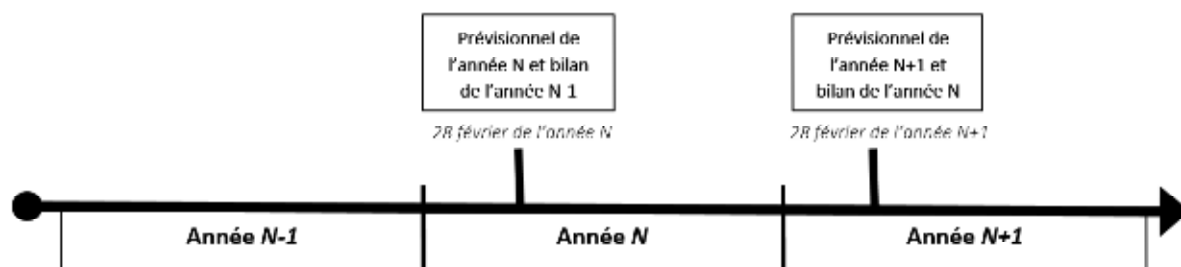 Prévisionnel de
l'année N et bilan
de l'année N-1
28 février de l'année N
Prévisionnel de
l'année N+1 et
bilan de l'année N
28 février de l'année N+1
Année N-1
Année N
Année N+1